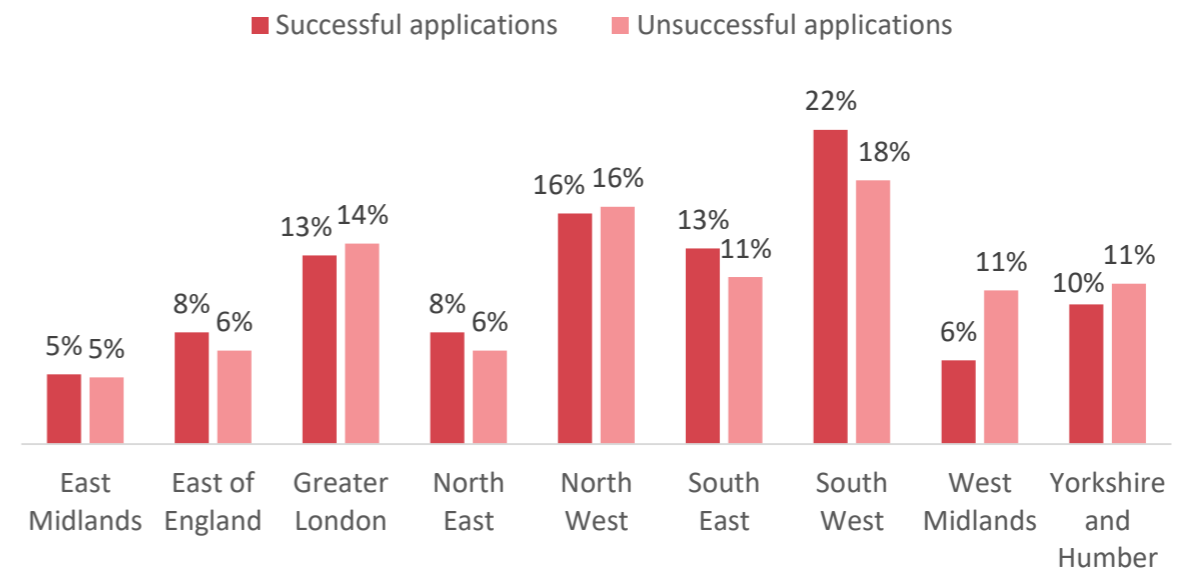 Successful applications Unsuccessful applications
22%
18%
16% 16%
13% 14%
13%
11%
11%
10%
8%
6%
8%
6%
6%
5% 5%
East Midlands
East of England
Greater London
North East
North West
South East
South West
West Midlands
Yorkshire and Humber